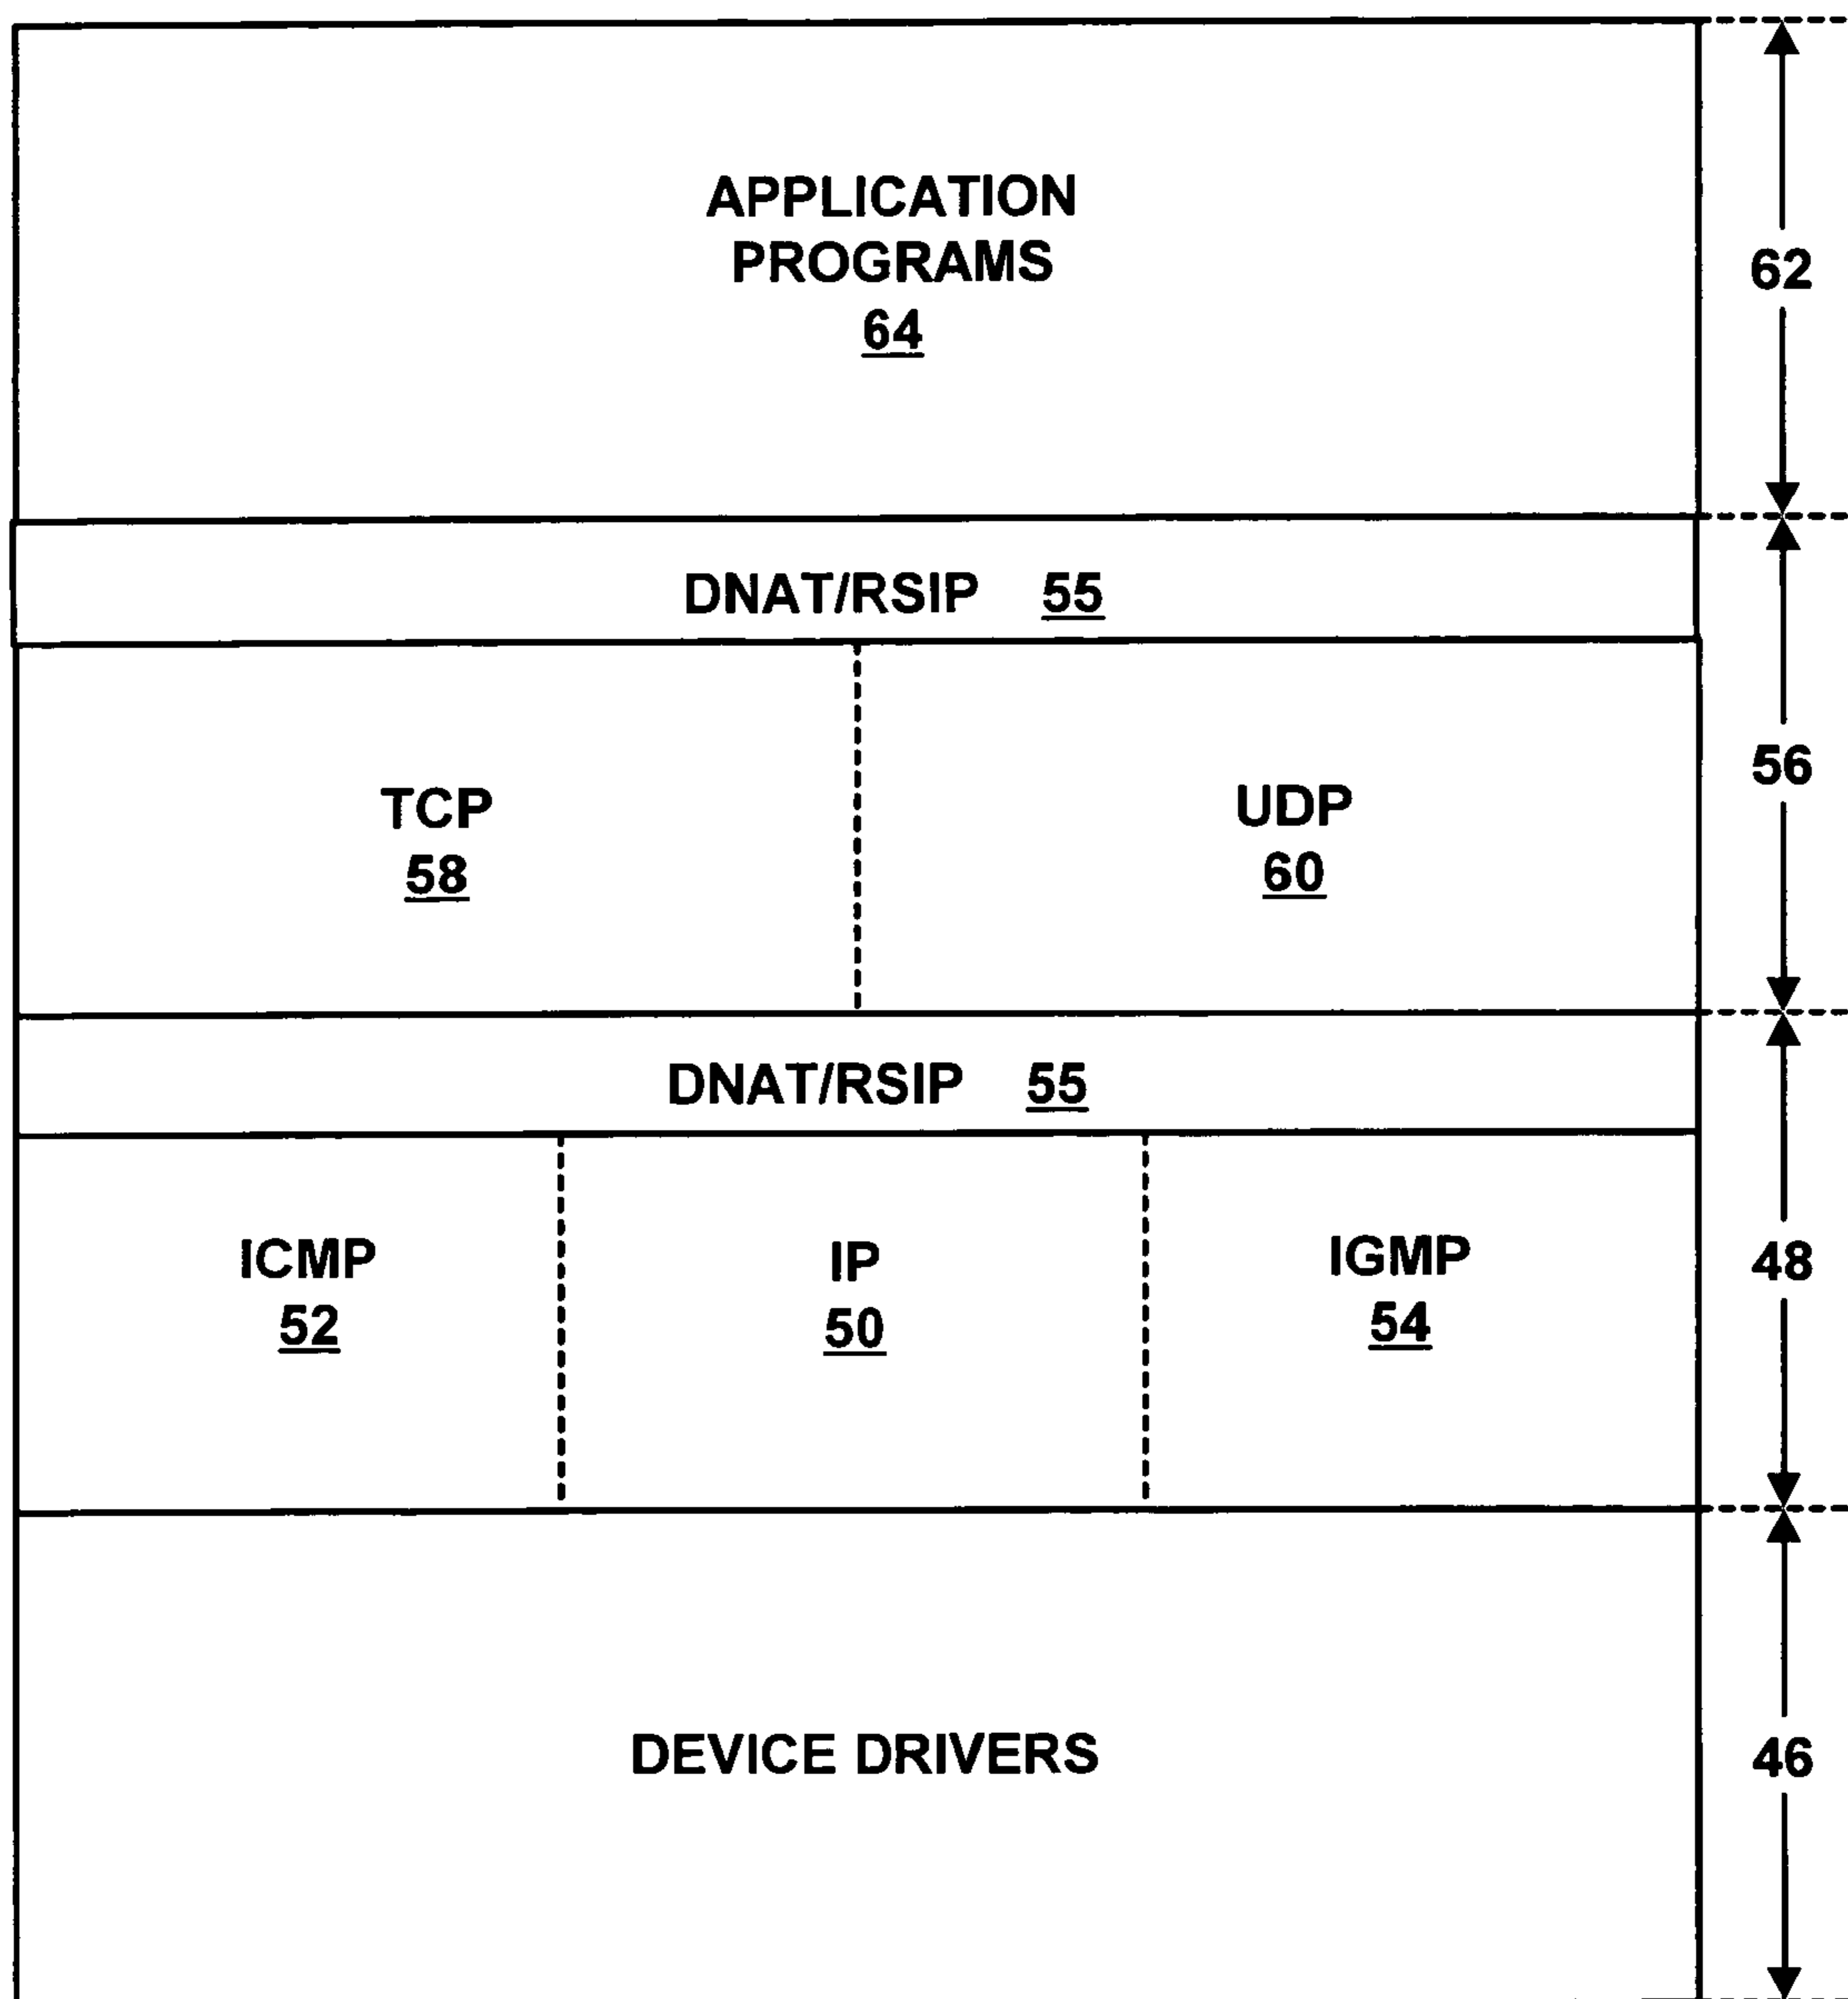 APPLICATION
PROGRAMS
64
62
DNAT/RSIP 55
56
TCP
58
UDP
60
DNAT/RSIP 55
48
ICMP
52
IP
50
IGMP
54
DEVICE DRIVERS
46